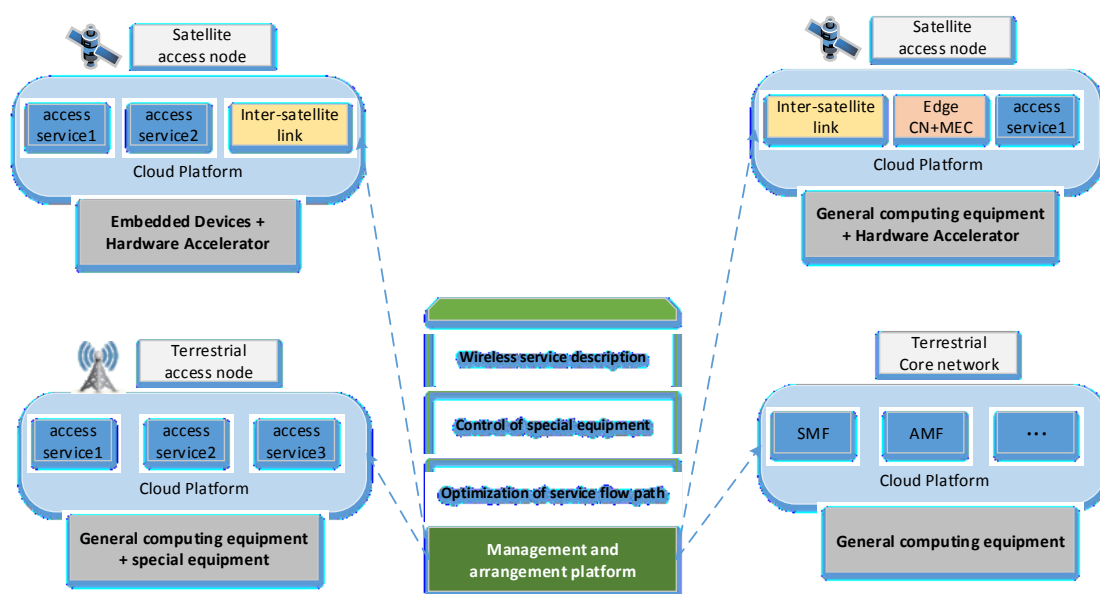 Satellite
access node
access
service1
access
service2
Inter-satellite
link
Cloud Platform
Embedded Devices +
Hardware Accelerator
Satellite
access node
Inter-satellite
link
Edge
CN+MEC
access
service1
Cloud Platform
General computing equipment
+ Hardware Accelerator
Terrestrial
access node
access
service1
access
service2
access
service3
Cloud Platform
General computing equipment
+ special equipment
Wireless service description
Control of special equipment
Optimization of service flow path
Management and
arrangement platform
Terrestrial
Core network
SMF
AMF
···
Cloud Platform
General computing equipment